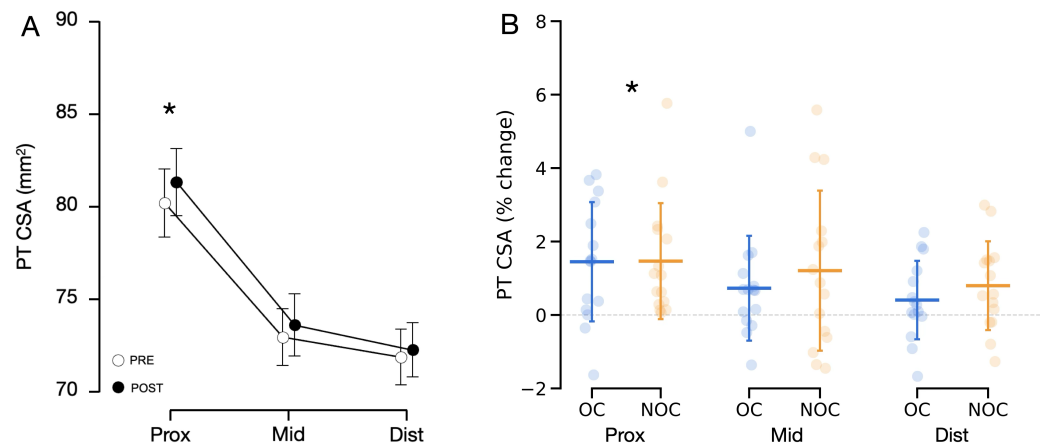 A
90
85
80
75
70
PT CSA (mm²)
*
PRE
POST
Prox Mid Dist
B
8
6
4
2
0
−2
PT CSA (% change)
*
OC NOC OC NOC OC NOC
Prox Mid Dist